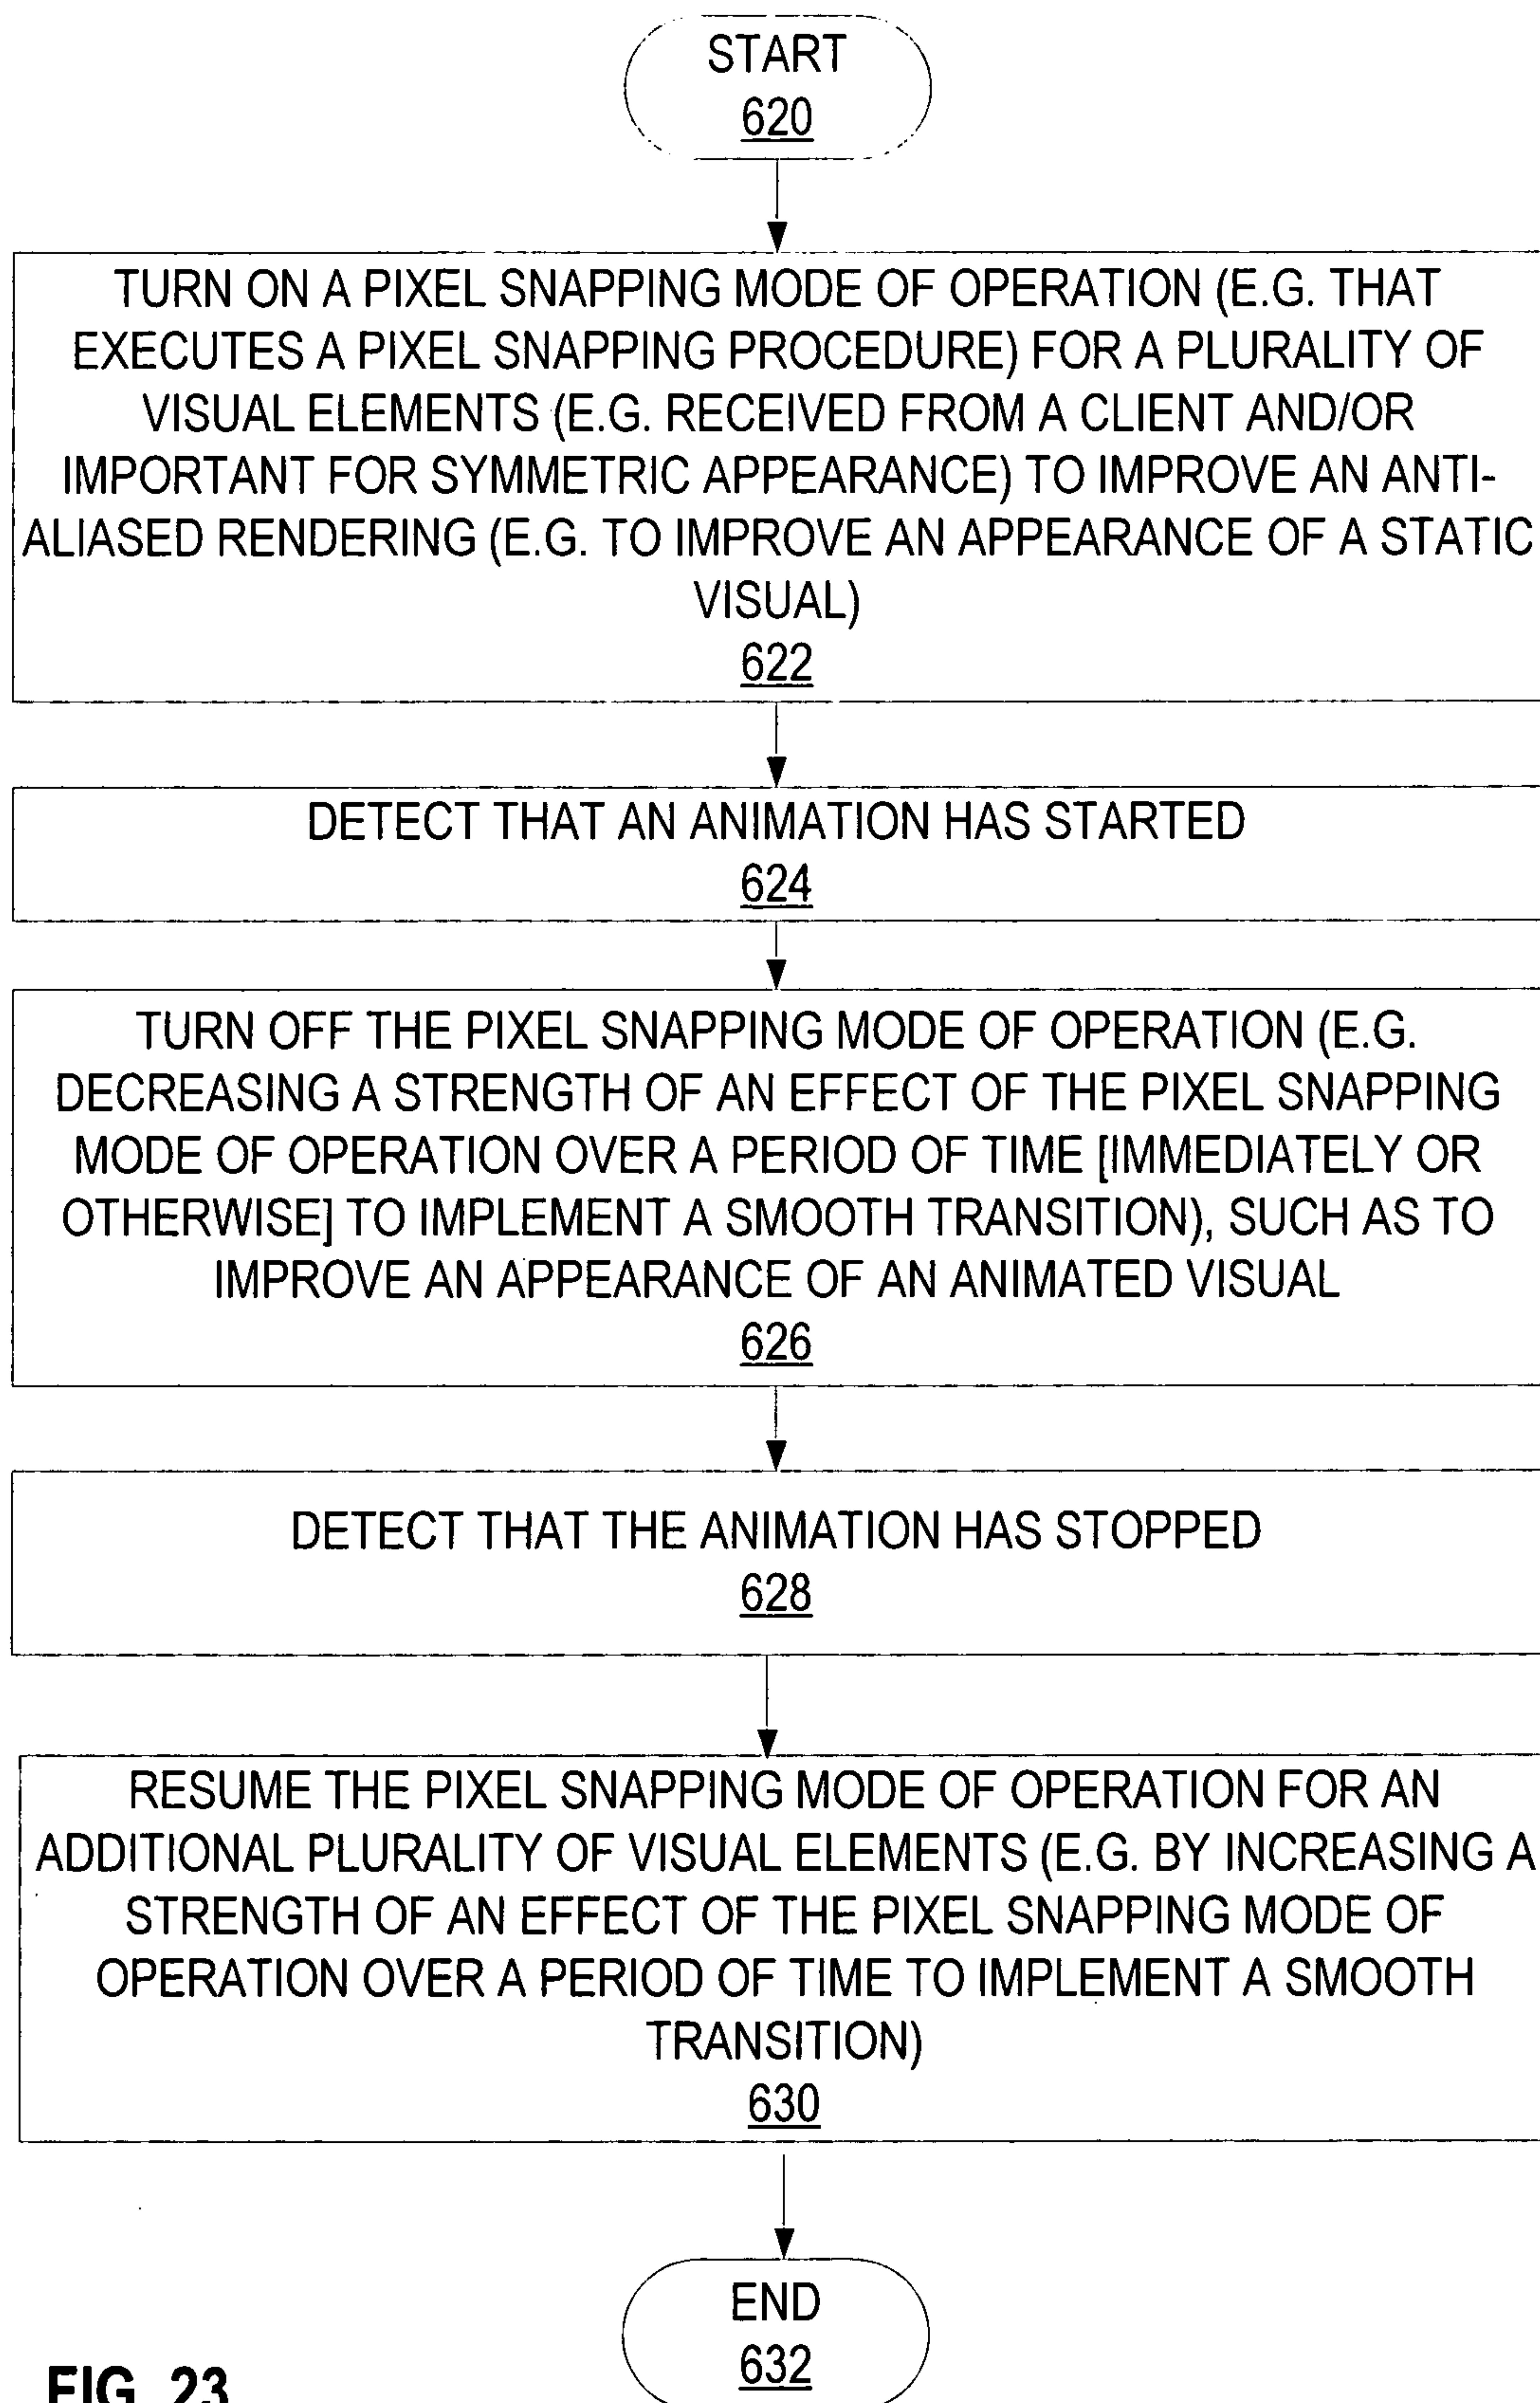 START
620
TURN ON A PIXEL SNAPPING MODE OF OPERATION (E.G. THAT
EXECUTES A PIXEL SNAPPING PROCEDURE) FOR A PLURALITY OF
VISUAL ELEMENTS (E.G. RECEIVED FROM A CLIENT AND/OR
IMPORTANT FOR SYMMETRIC APPEARANCE) TO IMPROVE AN ANTI-
ALIASED RENDERING (E.G. TO IMPROVE AN APPEARANCE OF A STATIC
VISUAL)
622
DETECT THAT AN ANIMATION HAS STARTED
624
TURN OFF THE PIXEL SNAPPING MODE OF OPERATION (E.G.
DECREASING A STRENGTH OF AN EFFECT OF THE PIXEL SNAPPING
MODE OF OPERATION OVER A PERIOD OF TIME [IMMEDIATELY OR
OTHERWISE] TO IMPLEMENT A SMOOTH TRANSITION), SUCH AS TO
IMPROVE AN APPEARANCE OF AN ANIMATED VISUAL
626
DETECT THAT THE ANIMATION HAS STOPPED
628
RESUME THE PIXEL SNAPPING MODE OF OPERATION FOR AN
ADDITIONAL PLURALITY OF VISUAL ELEMENTS (E.G. BY INCREASING A
STRENGTH OF AN EFFECT OF THE PIXEL SNAPPING MODE OF
OPERATION OVER A PERIOD OF TIME TO IMPLEMENT A SMOOTH
TRANSITION)
630
END
632
FIG. 23